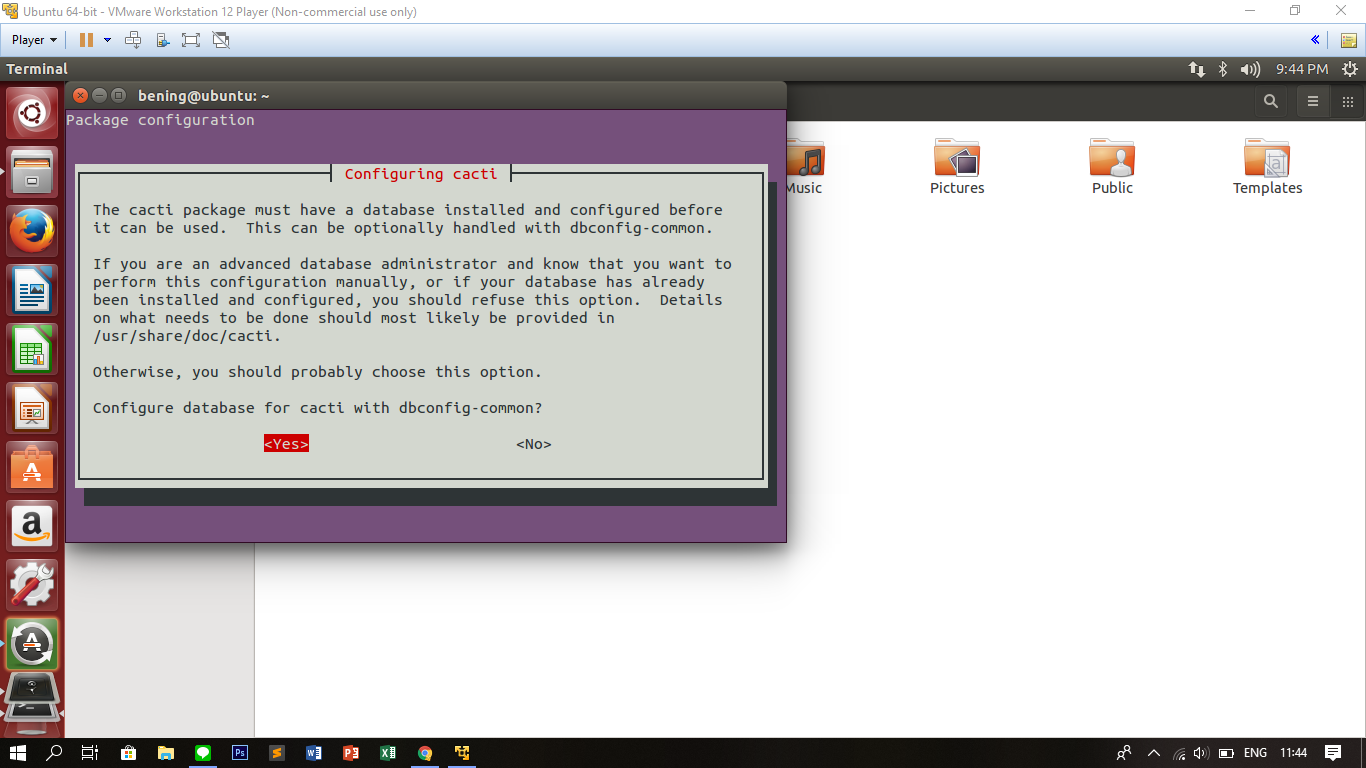 Ubuntu 64-bit - VMware Workstation 12 Player (Non-commercial use only)
Player
Terminal
9:44 PM
bening@ubuntu: ~
Package configuration
Configuring cacti
The cacti package must have a database installed and configured before
it can be used.  This can be optionally handled with dbconfig-common.
If you are an advanced database administrator and know that you want to
perform this configuration manually, or if your database has already
been installed and configured, you should refuse this option.  Details
on what needs to be done should most likely be provided in
/usr/share/doc/cacti.
Otherwise, you should probably choose this option.
Configure database for cacti with dbconfig-common?
<Yes> <No>
Music
Pictures
Public
Templates
ENG 11:44